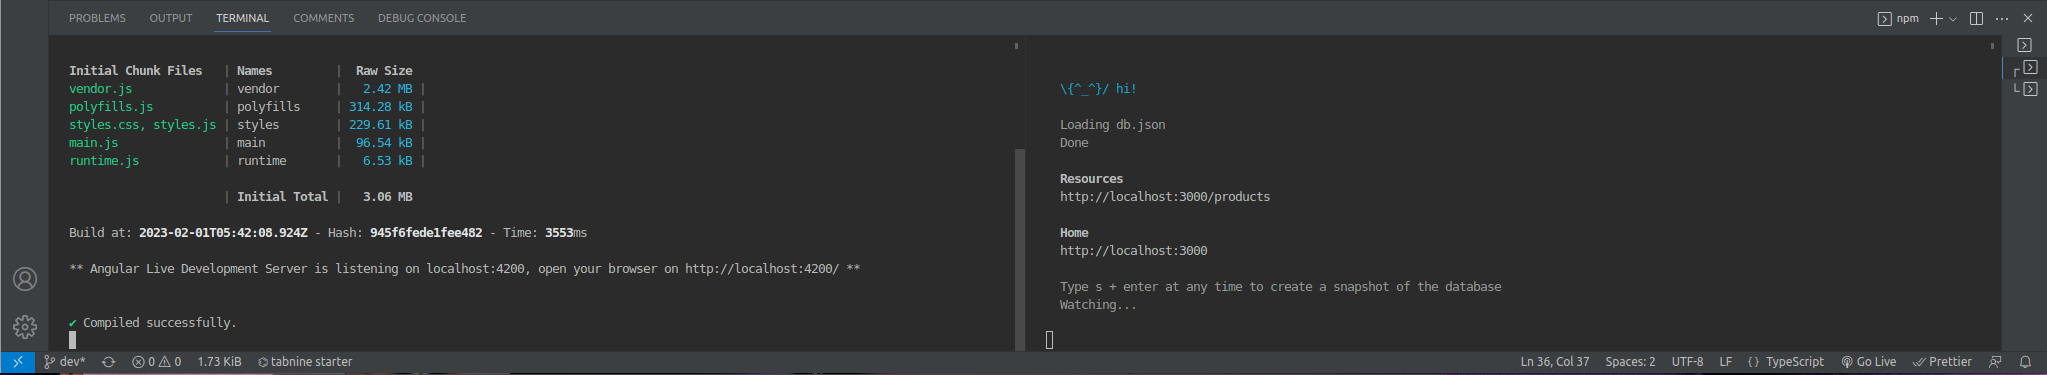 PROBLEMS OUTPUT TERMINAL COMMENTS DEBUG CONSOLE
npm
Initial Chunk Files | Names | Raw Size
vendor.js | vendor | 2.42 MB |
polyfills.js | polyfills | 314.28 kB |
styles.css, styles.js | styles | 229.61 kB |
main.js | main | 96.54 kB |
runtime.js | runtime | 6.53 kB |
| Initial Total | 3.06 MB
Build at: 2023-02-01T05:42:08.924Z - Hash: 945f6fede1fee482 - Time: 3553ms
** Angular Live Development Server is listening on localhost:4200, open your browser on http://localhost:4200/ **
✔ Compiled successfully.
\{^_^}/ hi!
Loading db.json
Done
Resources
http://localhost:3000/products
Home
http://localhost:3000
Type s + enter at any time to create a snapshot of the database
Watching...
dev* 0 0 1.73 KiB tabnine starter
Ln 36, Col 37 Spaces: 2 UTF-8 LF {} TypeScript Go Live Prettier